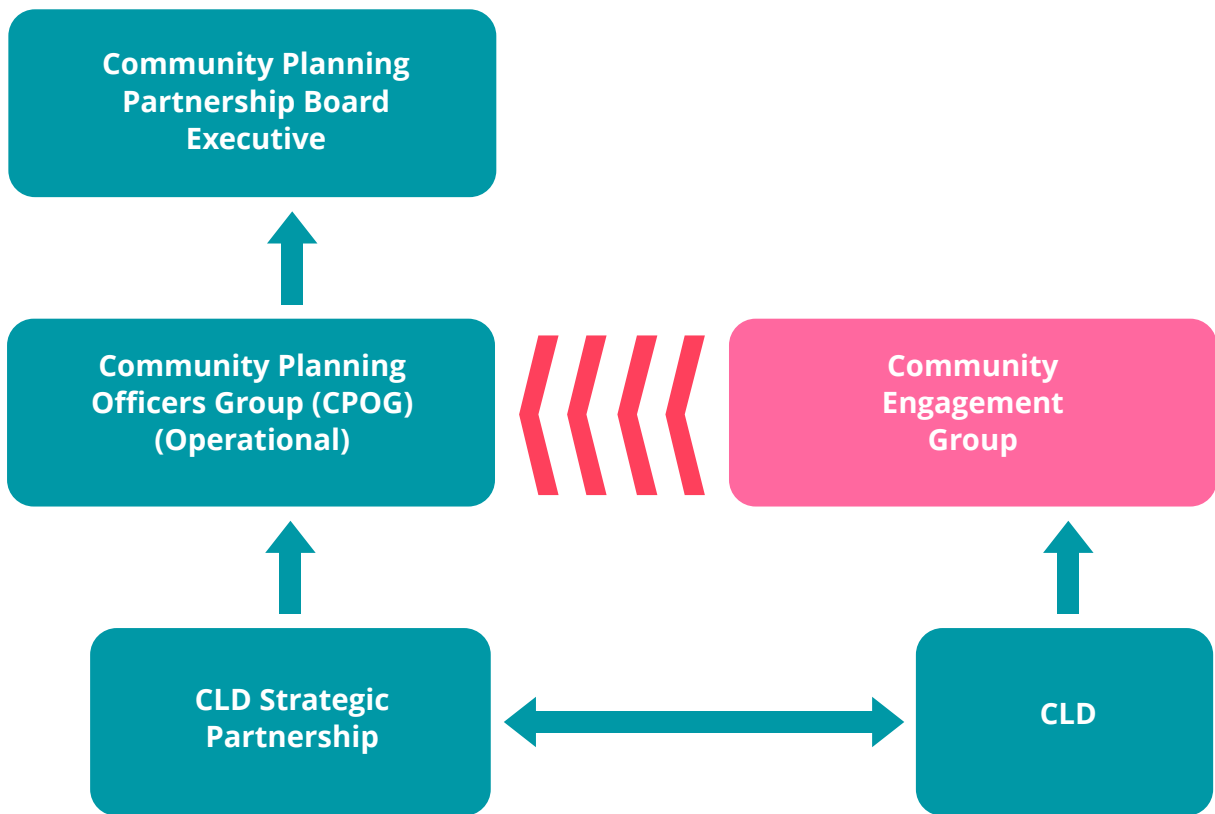 Community Planning
Partnership Board
Executive
Community Planning
Officers Group (CPOG)
(Operational)
Community
Engagement
Group
CLD Strategic
Partnership
CLD